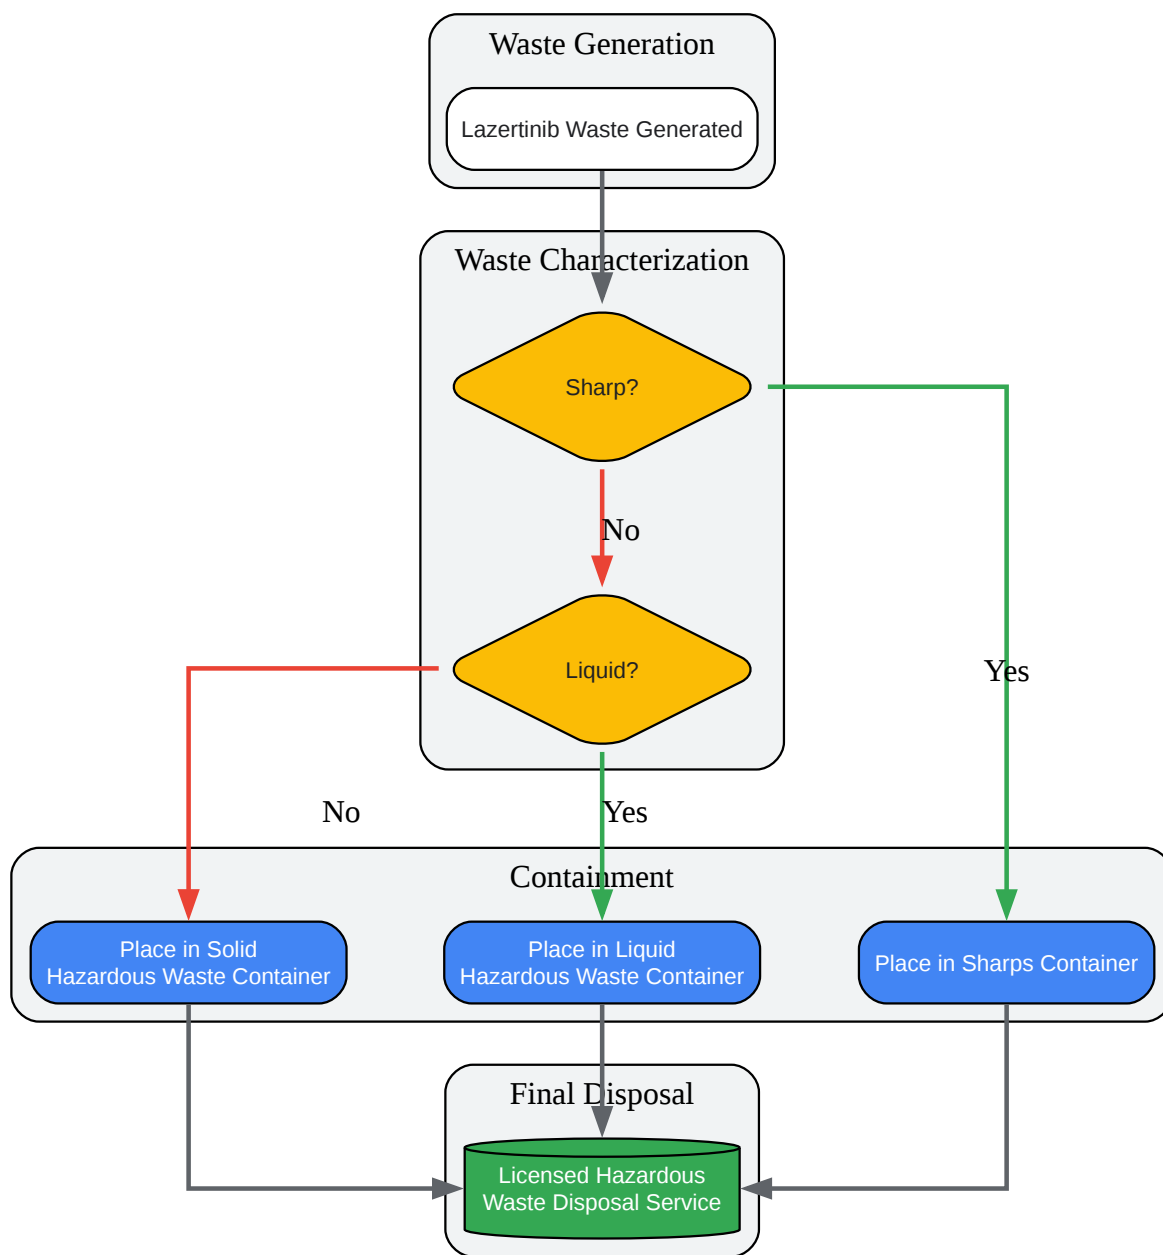 Waste Generation
Lazertinib Waste Generated
Waste Characterization
Sharp?
No
Liquid?
Yes
No
Yes
Containment
Place in Solid
Hazardous Waste Container
Place in Liquid
Hazardous Waste Container
Place in Sharps Container
Final Disposal
Licensed Hazardous
Waste Disposal Service